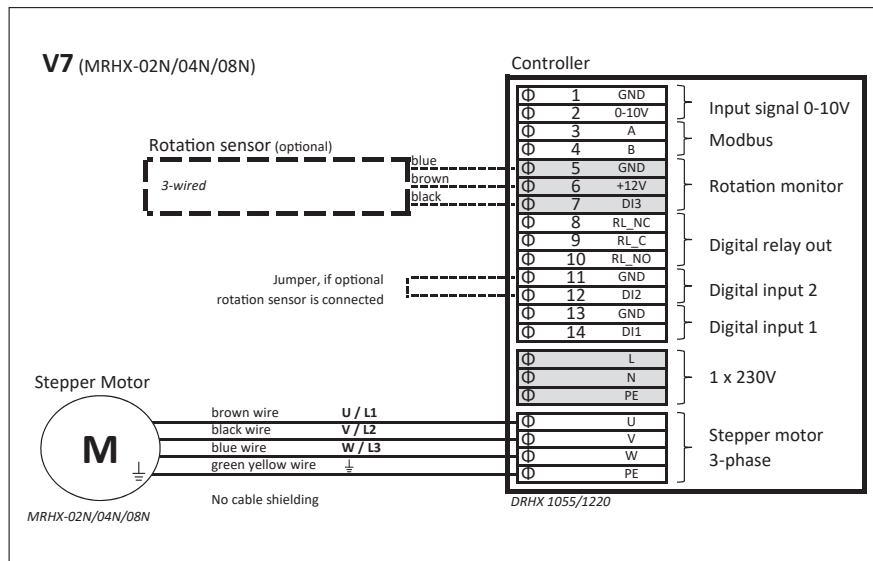 V7 (MRHX-02N/04N/08N)
Controller
1 GND
2 0-10V
Input signal 0-10V
3 A
4 B
Modbus
Rotation sensor (optional)
3-wired
blue
brown
black
5 GND
6 +12V
7 DI3
Rotation monitor
8 RL_NC
9 RL_C
10 RL_NO
Digital relay out
Jumper, if optional
rotation sensor is connected
11 GND
12 DI2
Digital input 2
13 GND
14 DI1
Digital input 1
L
N
PE
1 x 230V
Stepper Motor
M
brown wire U / L1
black wire V / L2
blue wire W / L3
green yellow wire
No cable shielding
MRHX-02N/04N/08N
U
V
W
PE
Stepper motor
3-phase
DRHX 1055/1220